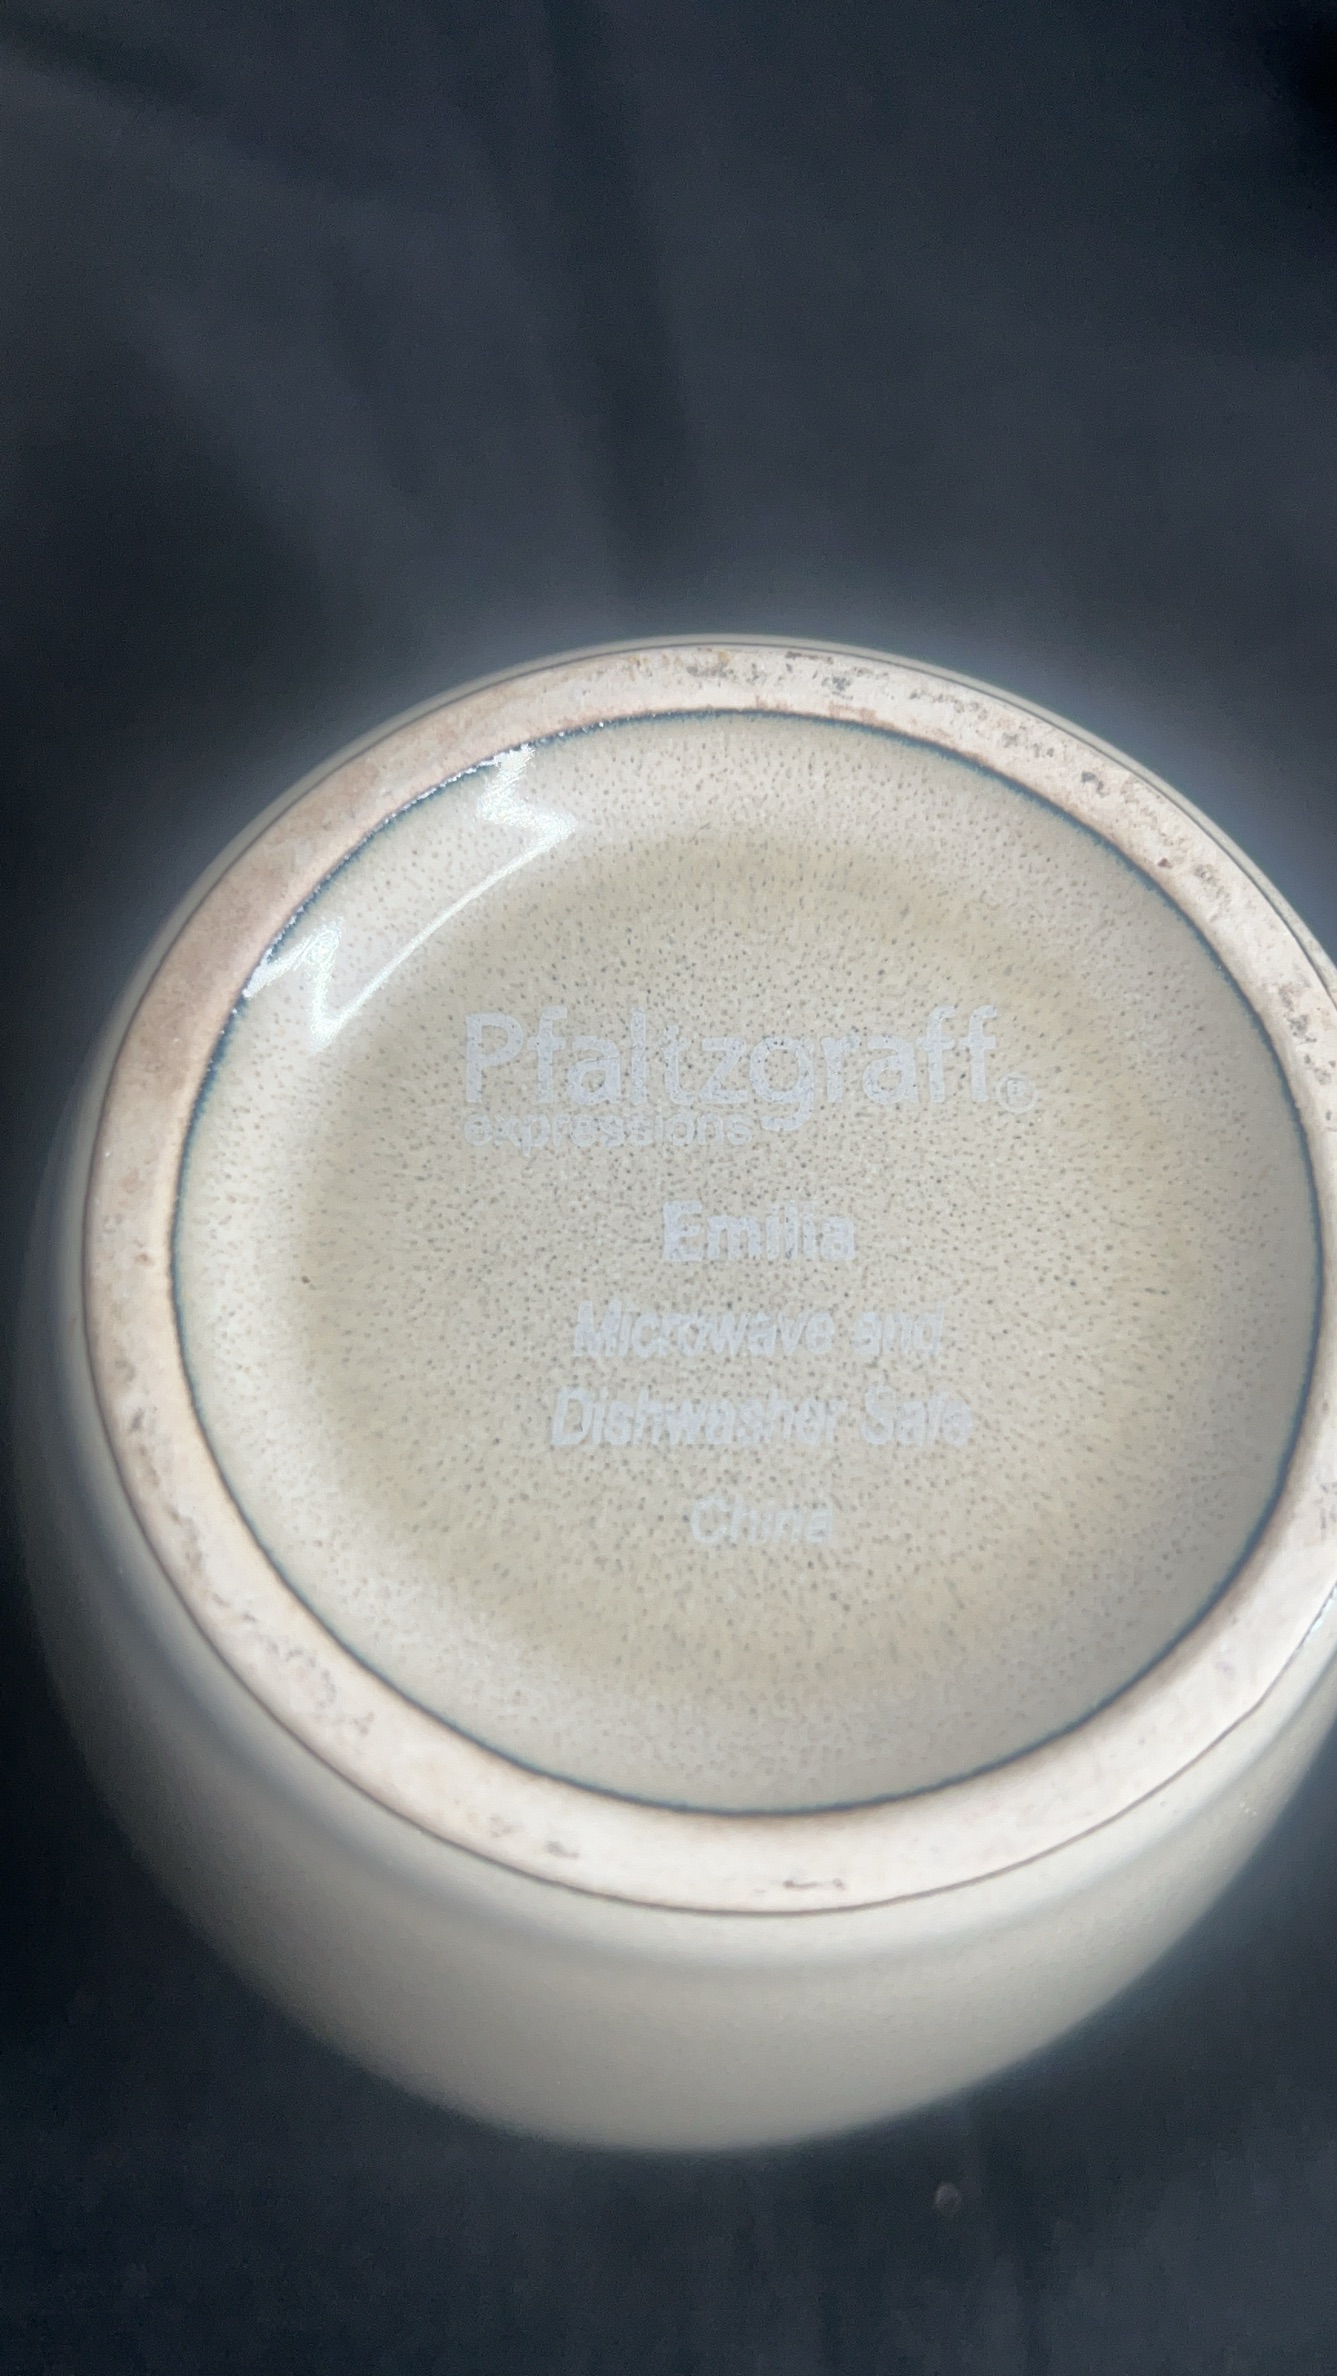 Pfaltzgraff®
expressions
Emilia
Microwave and
Dishwasher Safe
China